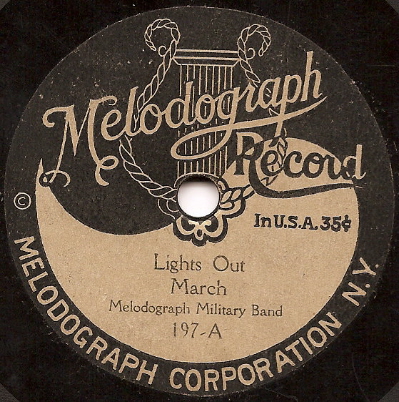 Melodograph
Record
In U.S.A. 35¢
Lights Out
March
Melodograph Military Band
197-A
© MELODOGRAPH CORPORATION N.Y.